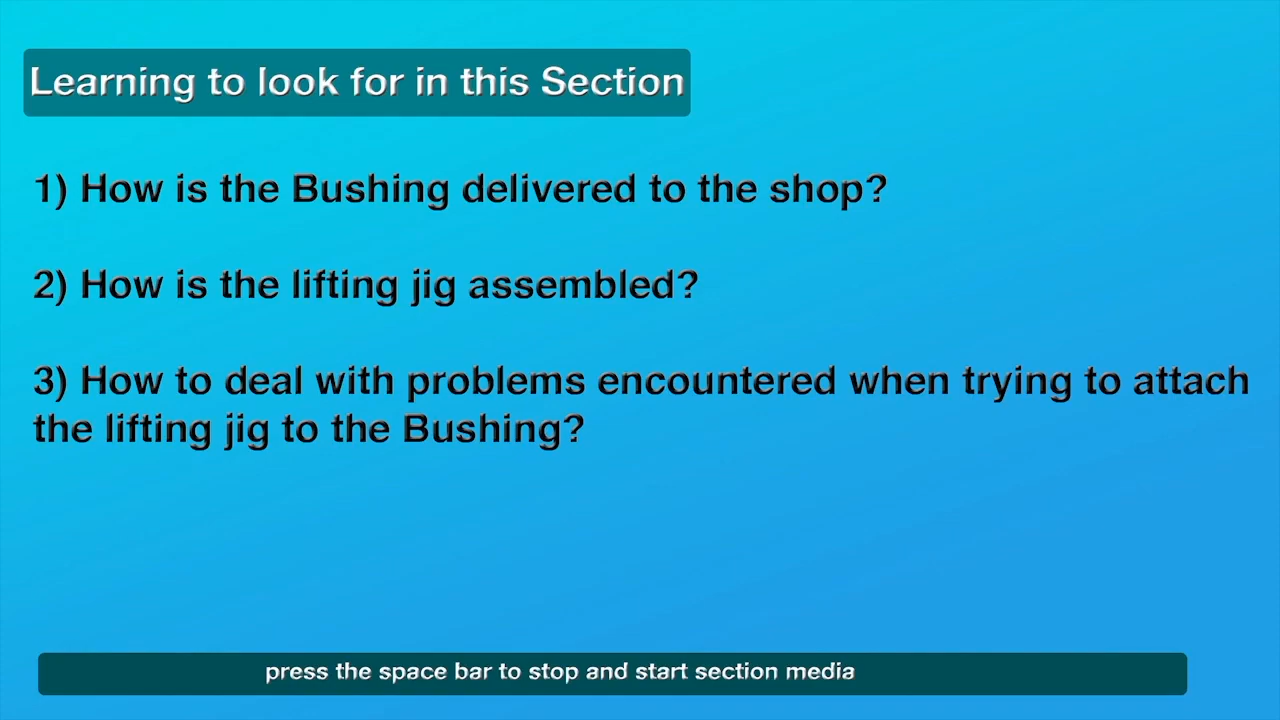 Learning to look for in this Section
1) How is the Bushing delivered to the shop?
2) How is the lifting jig assembled?
3) How to deal with problems encountered when trying to attach
the lifting jig to the Bushing?
press the space bar to stop and start section media